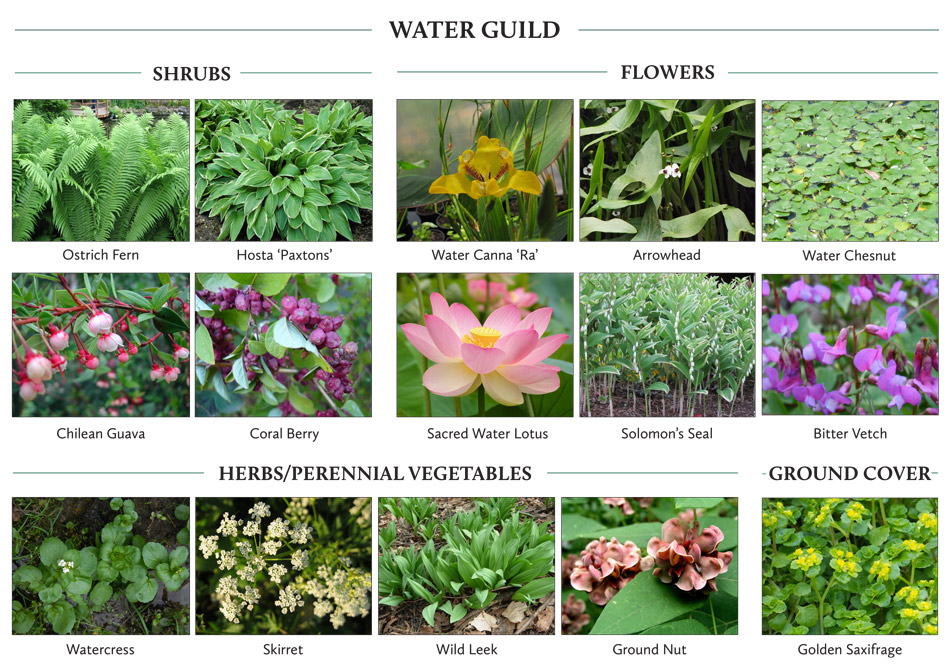 WATER GUILD
SHRUBS
FLOWERS
Ostrich Fern
Hosta ‘Paxtons’
Water Canna ‘Ra’
Arrowhead
Water Chesnut
Chilean Guava
Coral Berry
Sacred Water Lotus
Solomon’s Seal
Bitter Vetch
HERBS/PERENNIAL VEGETABLES
GROUND COVER
Watercress
Skirret
Wild Leek
Ground Nut
Golden Saxifrage